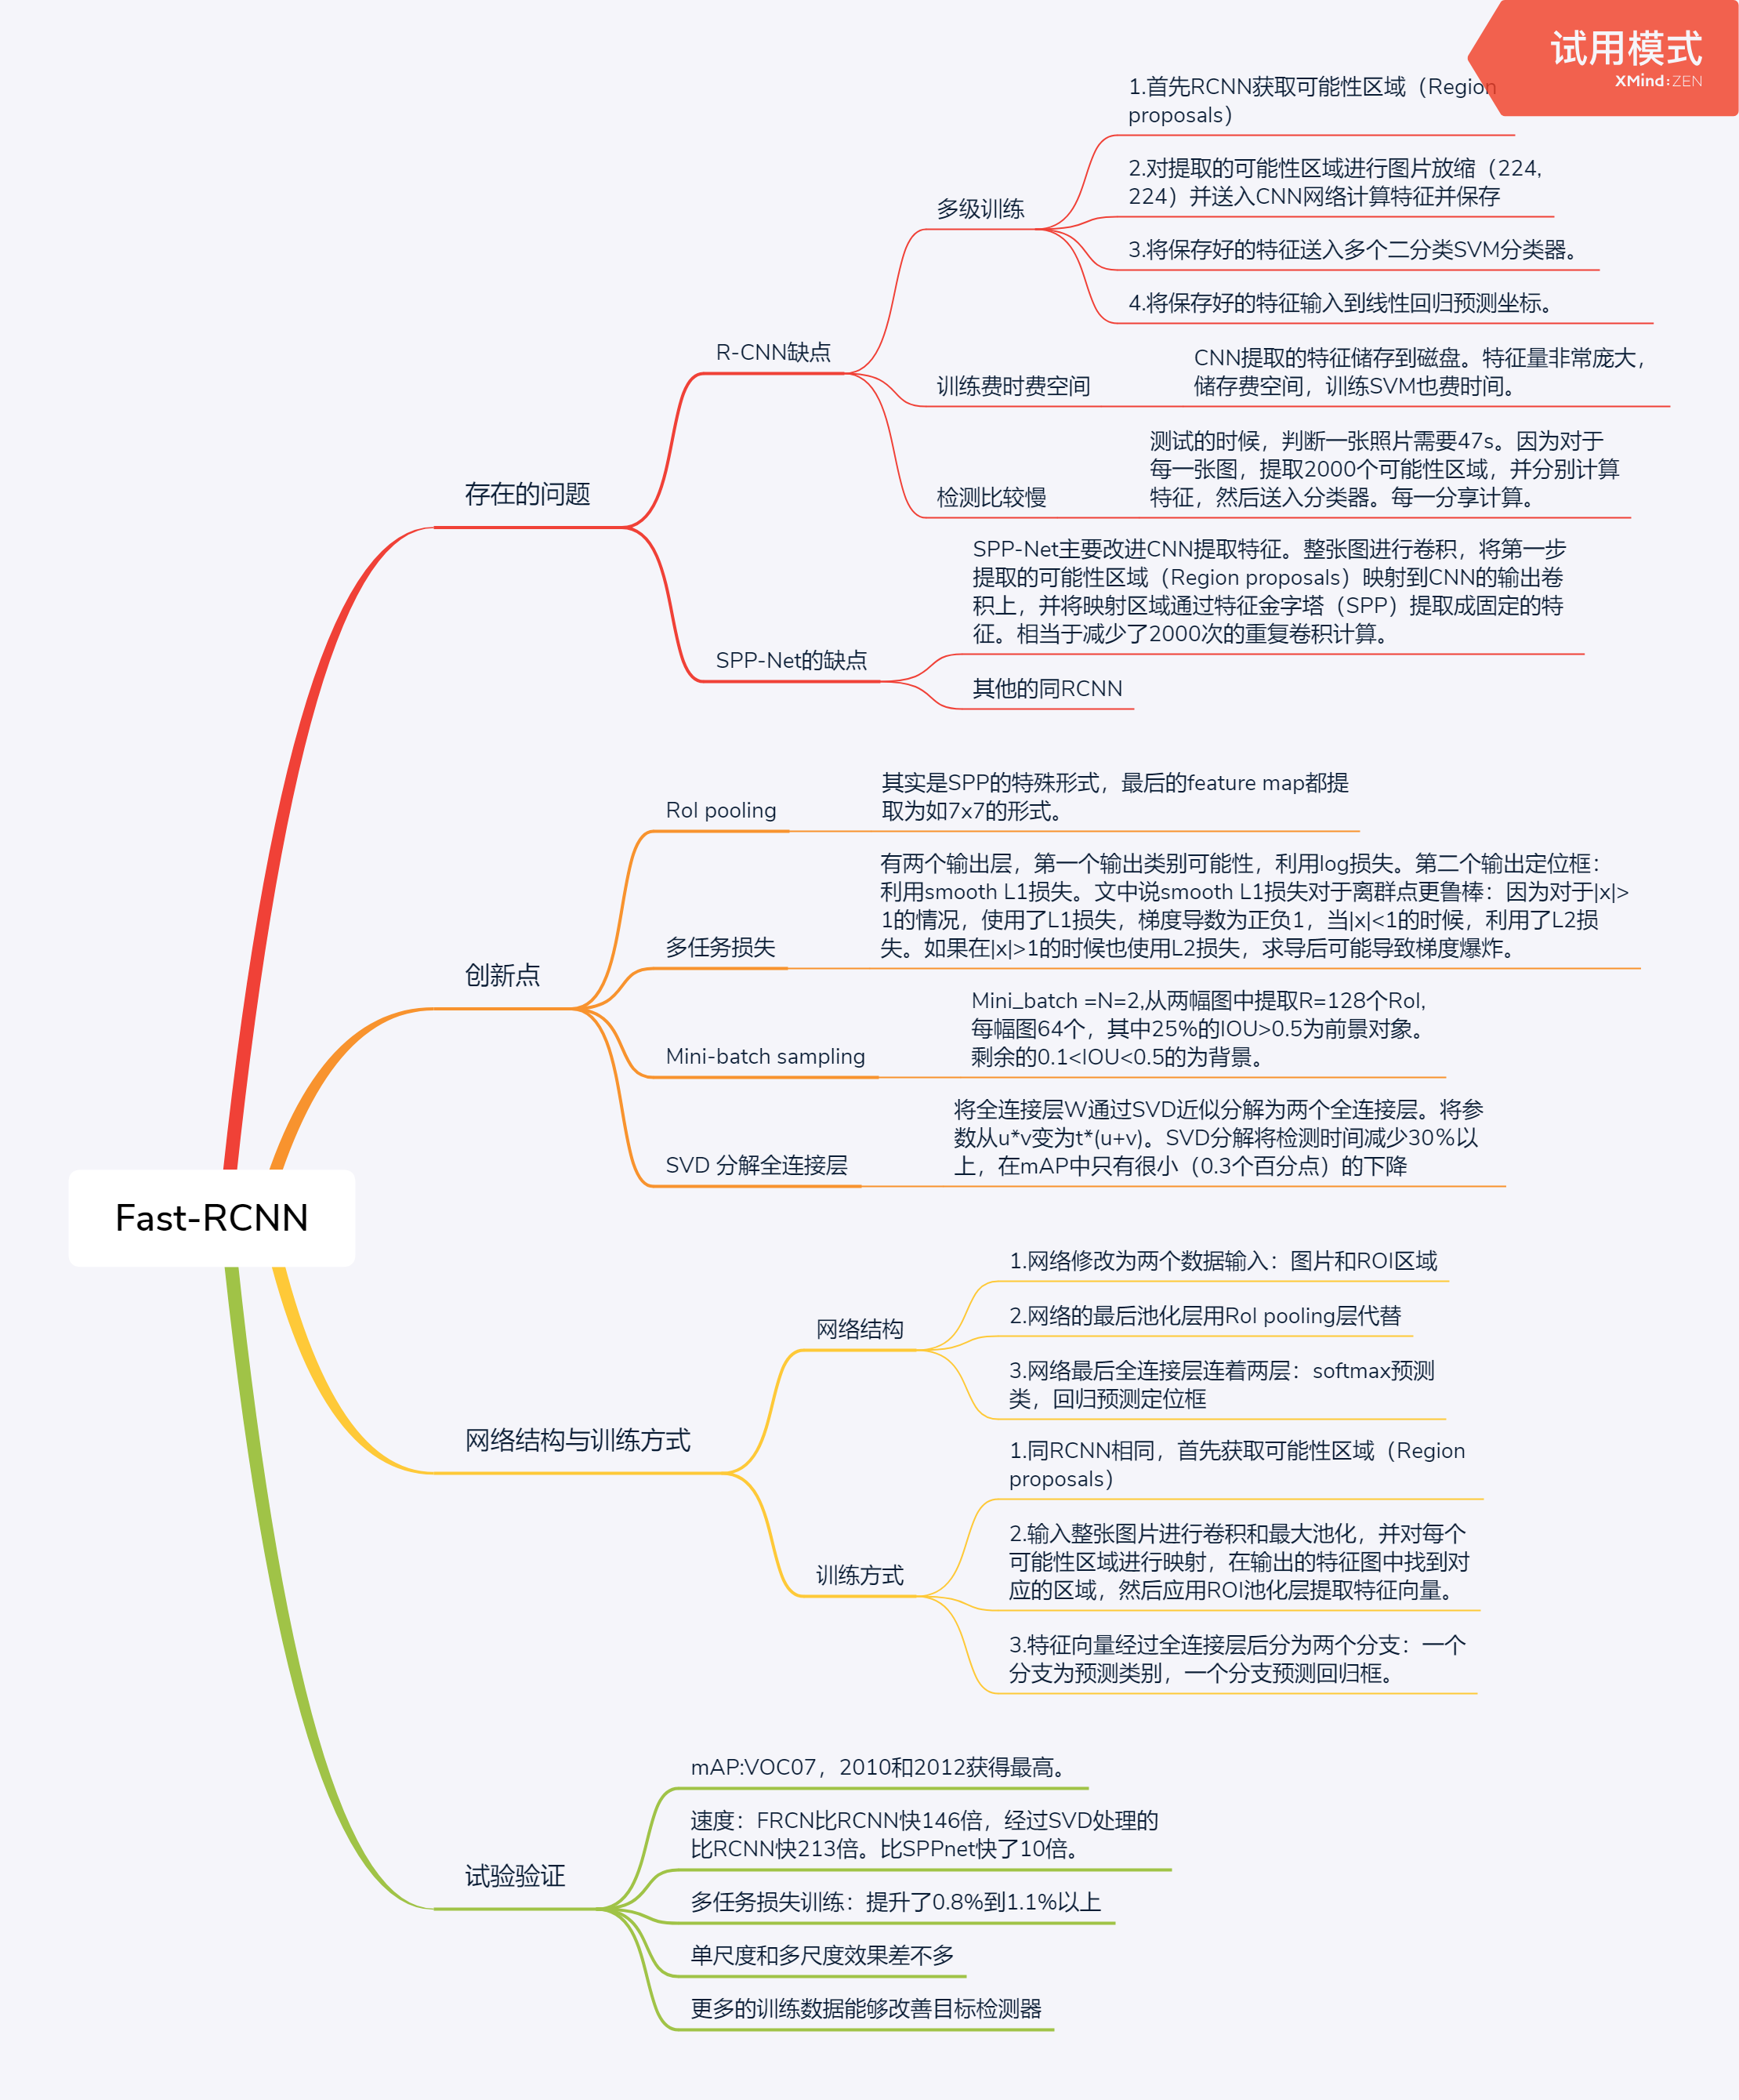 试用模式
XMind:ZEN
Fast-RCNN
存在的问题
R-CNN缺点
多级训练
1.首先RCNN获取可能性区域（Region
proposals）
2.对提取的可能性区域进行图片放缩（224,
224）并送入CNN网络计算特征并保存
3.将保存好的特征送入多个二分类SVM分类器。
4.将保存好的特征输入到线性回归预测坐标。
训练费时费空间
CNN提取的特征储存到磁盘。特征量非常庞大，
储存费空间，训练SVM也费时间。
检测比较慢
测试的时候，判断一张照片需要47s。因为对于
每一张图，提取2000个可能性区域，并分别计算
特征，然后送入分类器。每一分享计算。
SPP-Net的缺点
SPP-Net主要改进CNN提取特征。整张图进行卷积，将第一步
提取的可能性区域（Region proposals）映射到CNN的输出卷
积上，并将映射区域通过特征金字塔（SPP）提取成固定的特
征。相当于减少了2000次的重复卷积计算。
其他的同RCNN
创新点
RoI pooling
其实是SPP的特殊形式，最后的feature map都提
取为如7x7的形式。
多任务损失
有两个输出层，第一个输出类别可能性，利用log损失。第二个输出定位框：
利用smooth L1损失。文中说smooth L1损失对于离群点更鲁棒：因为对于|x|>
1的情况，使用了L1损失，梯度导数为正负1，当|x|<1的时候，利用了L2损
失。如果在|x|>1的时候也使用L2损失，求导后可能导致梯度爆炸。
Mini-batch sampling
Mini_batch =N=2,从两幅图中提取R=128个RoI,
每幅图64个，其中25%的IOU>0.5为前景对象。
剩余的0.1<IOU<0.5的为背景。
SVD 分解全连接层
将全连接层W通过SVD近似分解为两个全连接层。将参
数从u*v变为t*(u+v)。SVD分解将检测时间减少30％以
上，在mAP中只有很小（0.3个百分点）的下降
网络结构与训练方式
网络结构
1.网络修改为两个数据输入：图片和ROI区域
2.网络的最后池化层用RoI pooling层代替
3.网络最后全连接层连着两层：softmax预测
类，回归预测定位框
训练方式
1.同RCNN相同，首先获取可能性区域（Region
proposals）
2.输入整张图片进行卷积和最大池化，并对每个
可能性区域进行映射，在输出的特征图中找到对
应的区域，然后应用ROI池化层提取特征向量。
3.特征向量经过全连接层后分为两个分支：一个
分支为预测类别，一个分支预测回归框。
试验验证
mAP:VOC07，2010和2012获得最高。
速度：FRCN比RCNN快146倍，经过SVD处理的
比RCNN快213倍。比SPPnet快了10倍。
多任务损失训练：提升了0.8%到1.1%以上
单尺度和多尺度效果差不多
更多的训练数据能够改善目标检测器